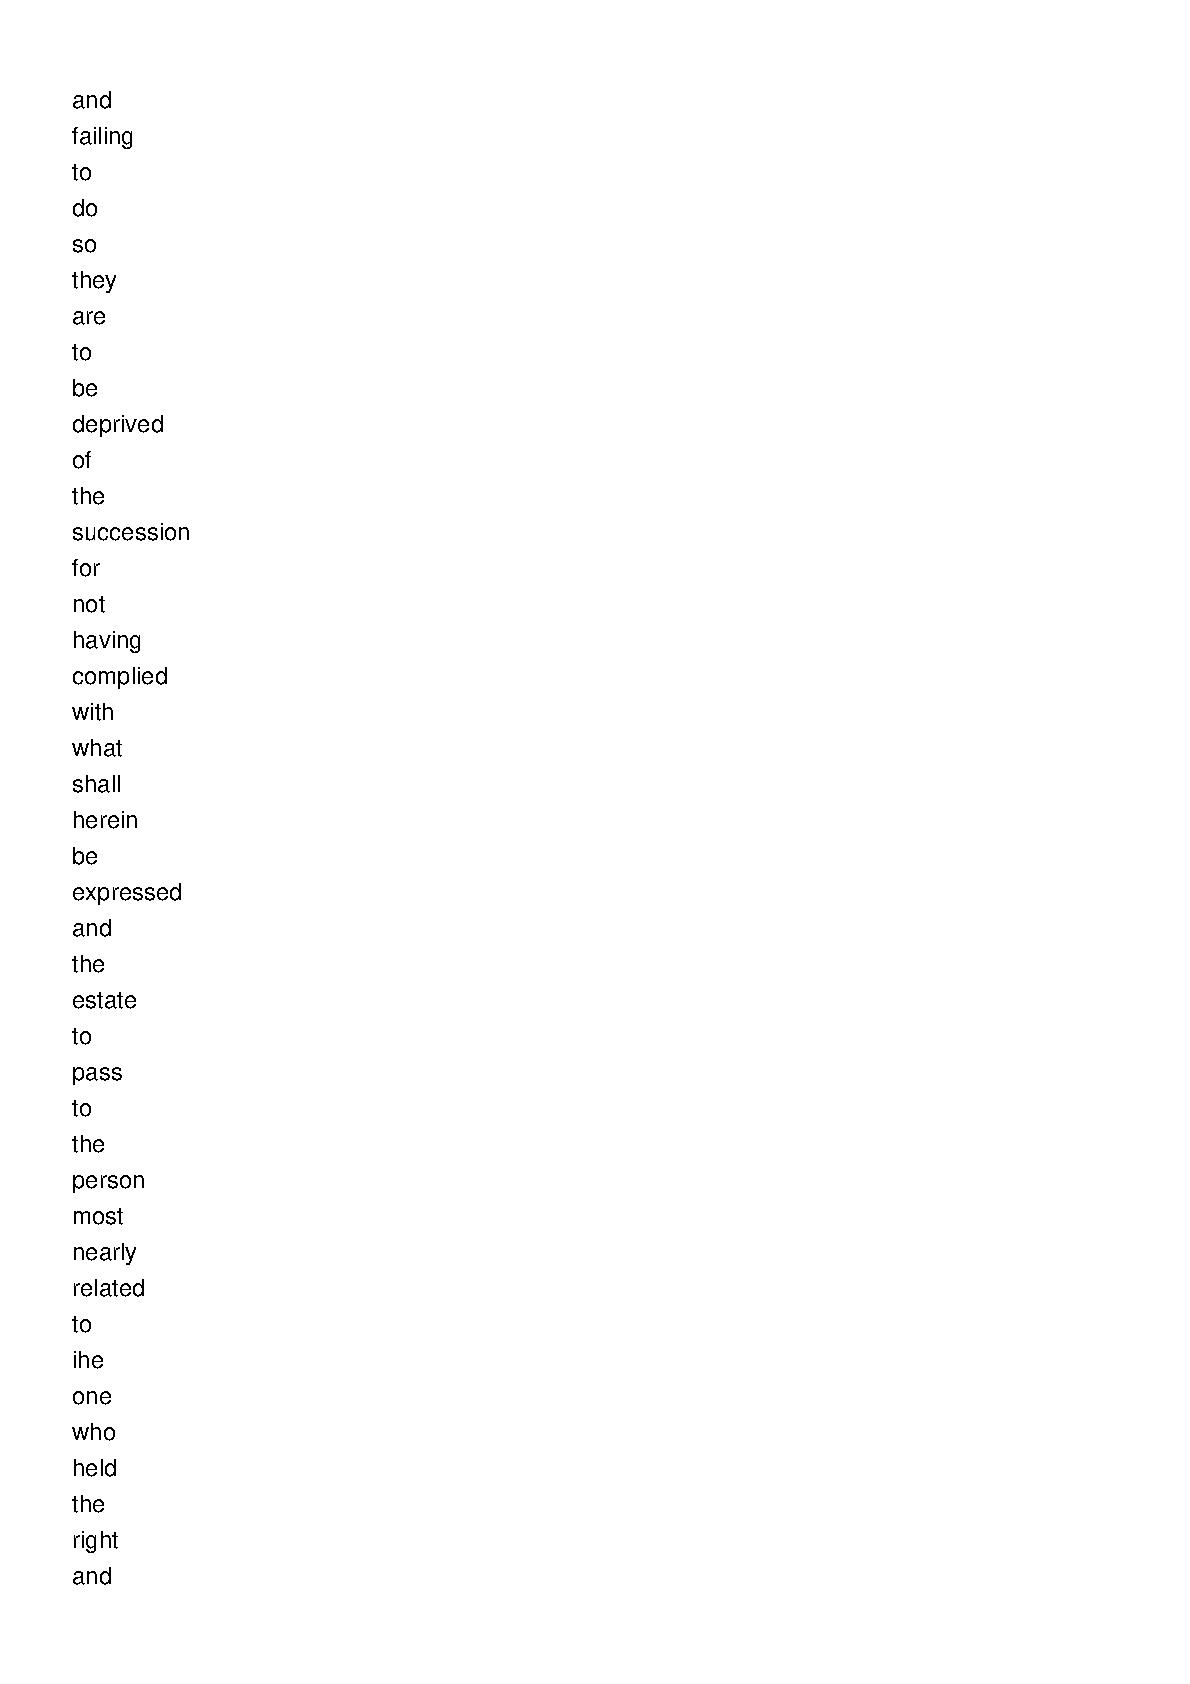 and
failing
to
do
so
they
are
to
be
deprived
of
the
succession
for
not
having
complied
with
what
shall
herein
be
expressed
and
the
estate
to
pass
to
the
person
most
nearly
related
to
ihe
one
who
held
the
right
and